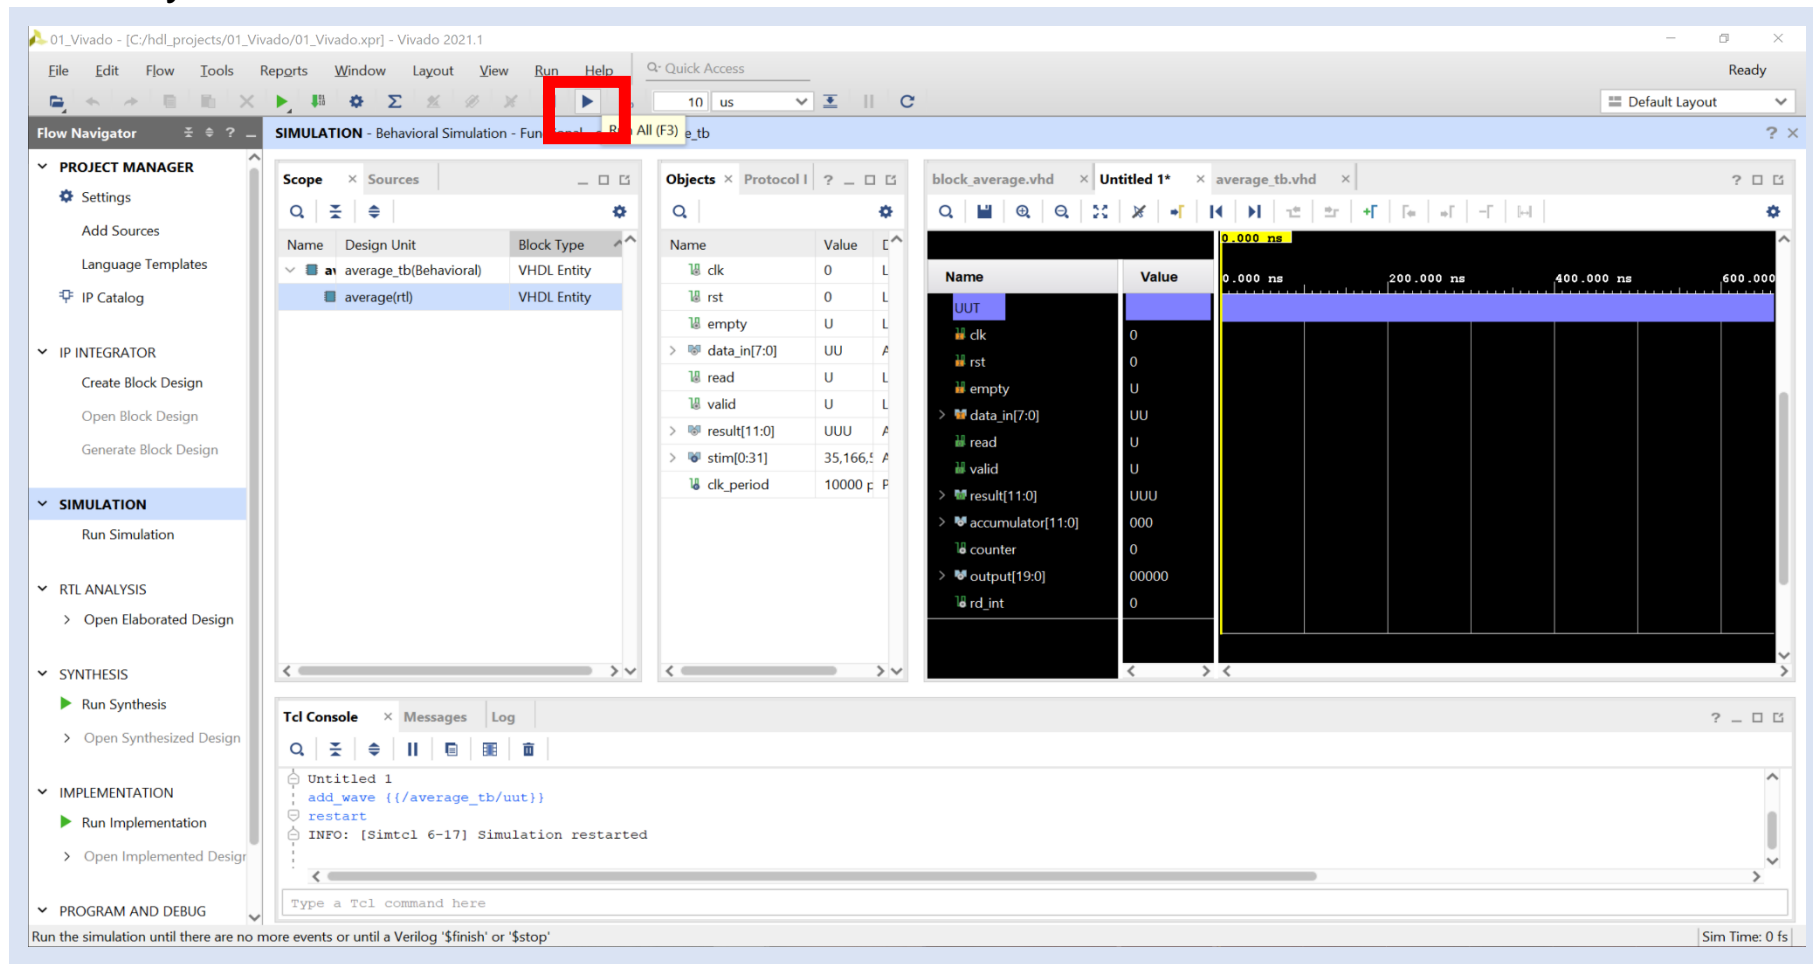 01_Vivado - [C:/hdl_projects/01_Vivado/01_Vivado.xpr] - Vivado 2021.1
File Edit Flow Tools Reports Window Layout View Run Help Quick Access Ready
10 us Default Layout
Flow Navigator ? SIMULATION - Behavioral Simulation - e_tb ?
Run All (F3)
PROJECT MANAGER
Settings
Add Sources
Language Templates
IP Catalog
IP INTEGRATOR
Create Block Design
Open Block Design
Generate Block Design
SIMULATION
Run Simulation
RTL ANALYSIS
Open Elaborated Design
SYNTHESIS
Run Synthesis
Open Synthesized Design
IMPLEMENTATION
Run Implementation
Open Implemented Desigr
PROGRAM AND DEBUG
Scope Sources
Name Design Unit Block Type
average_tb(Behavioral) VHDL Entity
average(rtl) VHDL Entity
Objects Protocol I ?
Name Value
clk 0 L
rst 0 L
empty U L
data_in[7:0] UU A
read U L
valid U L
result[11:0] UUU A
stim[0:31] 35,166,5 A
clk_period 10000 p P
block_average.vhd Untitled 1* average_tb.vhd ?
0.000 ns
Name Value 0.000 ns 200.000 ns 400.000 ns 600.000
UUT
clk 0
rst 0
empty U
data_in[7:0] UU
read U
valid U
result[11:0] UUU
accumulator[11:0] 000
counter 0
output[19:0] 00000
rd_int 0
Tcl Console Messages Log ?
Untitled 1
add_wave {{/average_tb/uut}}
restart
INFO: [Simtcl 6-17] Simulation restarted
Type a Tcl command here
Run the simulation until there are no more events or until a Verilog '$finish' or '$stop' Sim Time: 0 fs